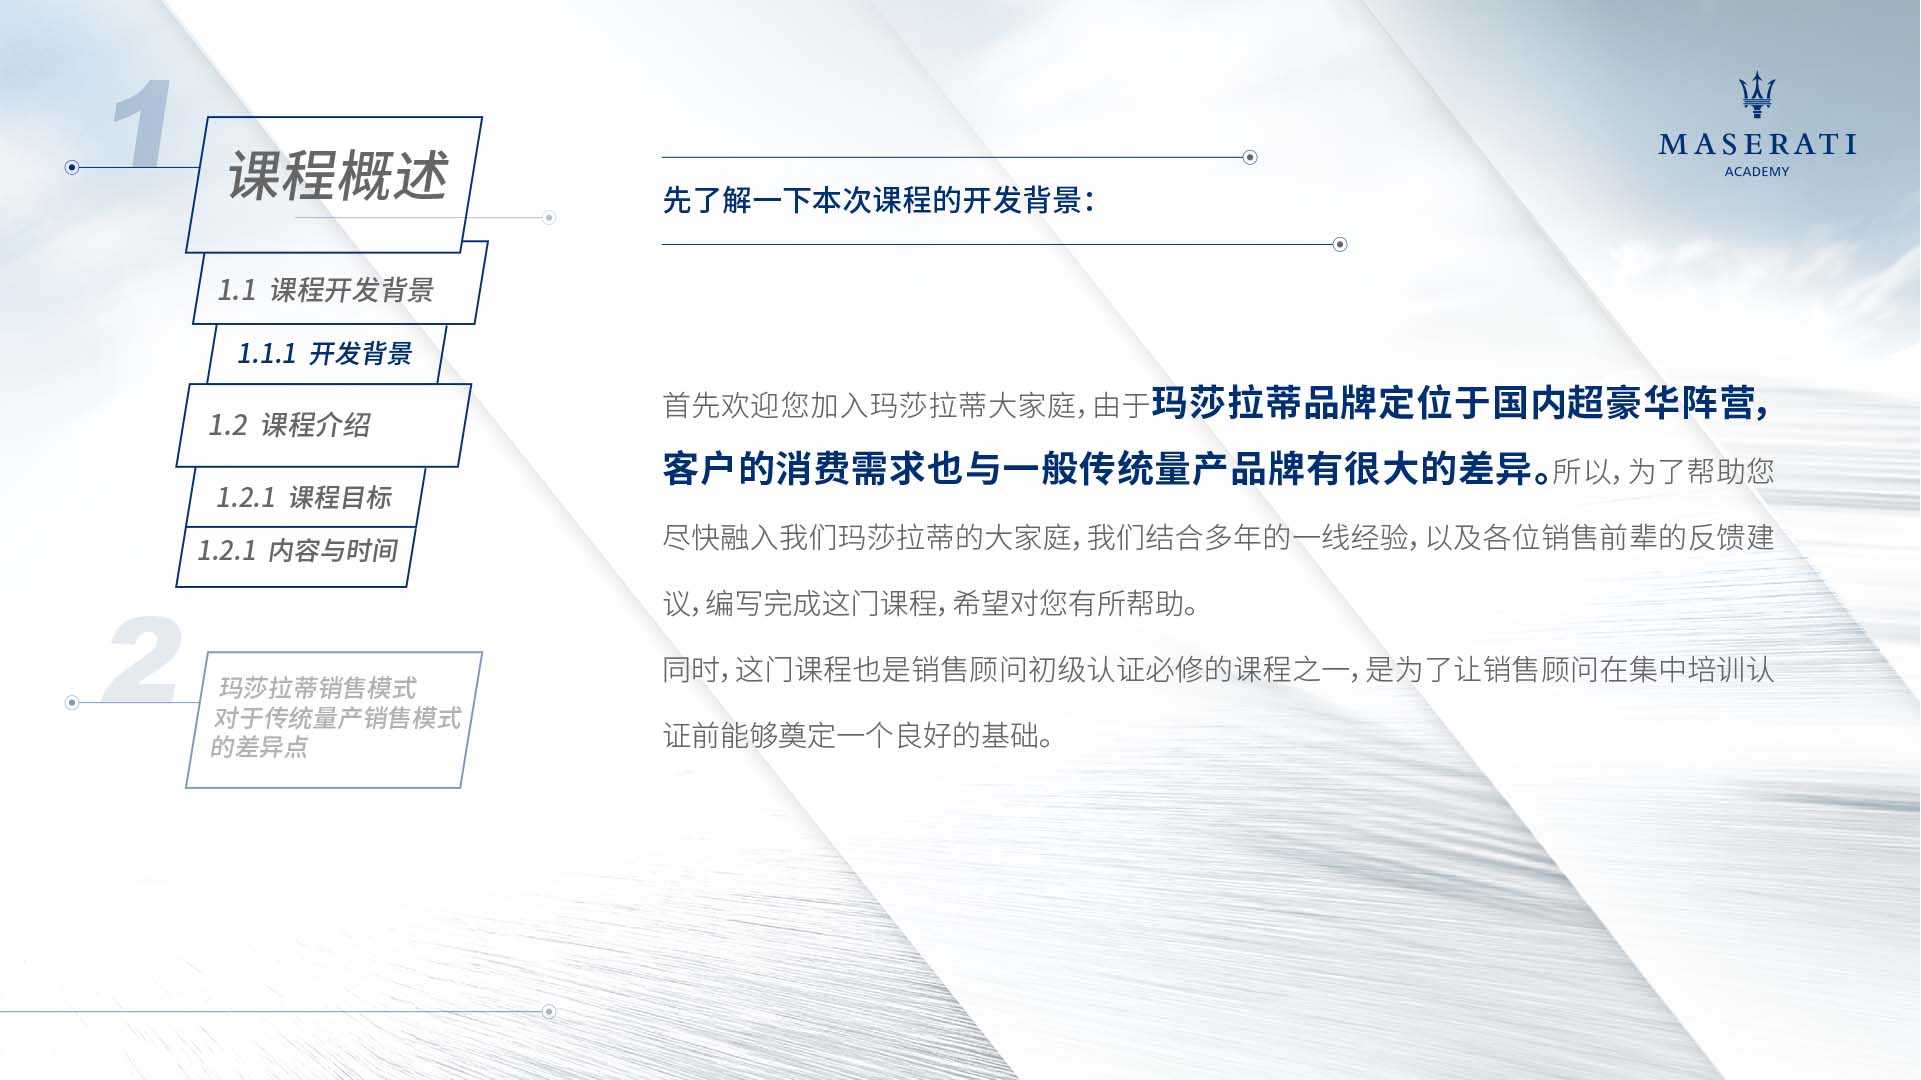 1
课程概述
1.1 课程开发背景
1.1.1 开发背景
1.2 课程介绍
1.2.1 课程目标
1.2.1 内容与时间
2
玛莎拉蒂销售模式
对于传统量产销售模式
的差异点
先了解一下本次课程的开发背景：
首先欢迎您加入玛莎拉蒂大家庭，由于玛莎拉蒂品牌定位于国内超豪华阵营，
客户的消费需求也与一般传统量产品牌有很大的差异。所以，为了帮助您
尽快融入我们玛莎拉蒂的大家庭，我们结合多年的一线经验，以及各位销售前辈的反馈建
议，编写完成这门课程，希望对您有所帮助。
同时，这门课程也是销售顾问初级认证必修的课程之一，是为了让销售顾问在集中培训认
证前能够奠定一个良好的基础。
MASERATI
ACADEMY